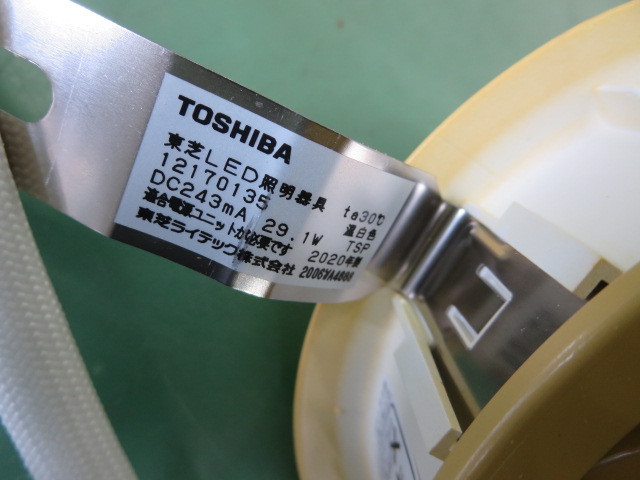 TOSHIBA
東芝LED照明器具 ta30℃
12170135 温白色
DC243mA 29.1W TSP
適合電源ユニットが必要です 2020年製
東芝ライテック株式会社